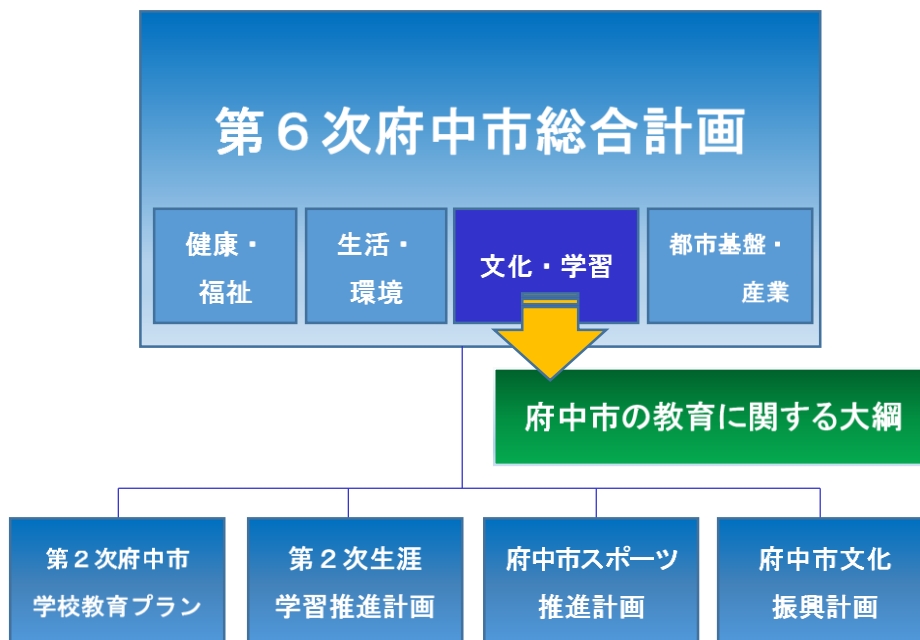 第６次府中市総合計画
健康・
福祉
生活・
環境
文化・学習
都市基盤・
産業
府中市の教育に関する大綱
第２次府中市
学校教育プラン
第２次生涯
学習推進計画
府中市スポーツ
推進計画
府中市文化
振興計画